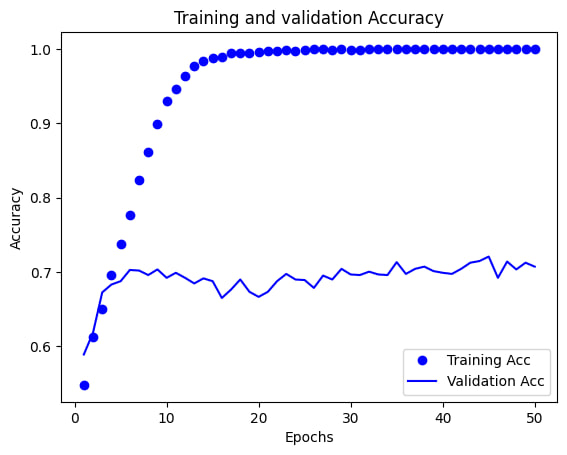 Training and validation Accuracy
1.0
0.9
0.8
0.7
0.6
Accuracy
0
10
20
30
40
50
Epochs
Training Acc
Validation Acc